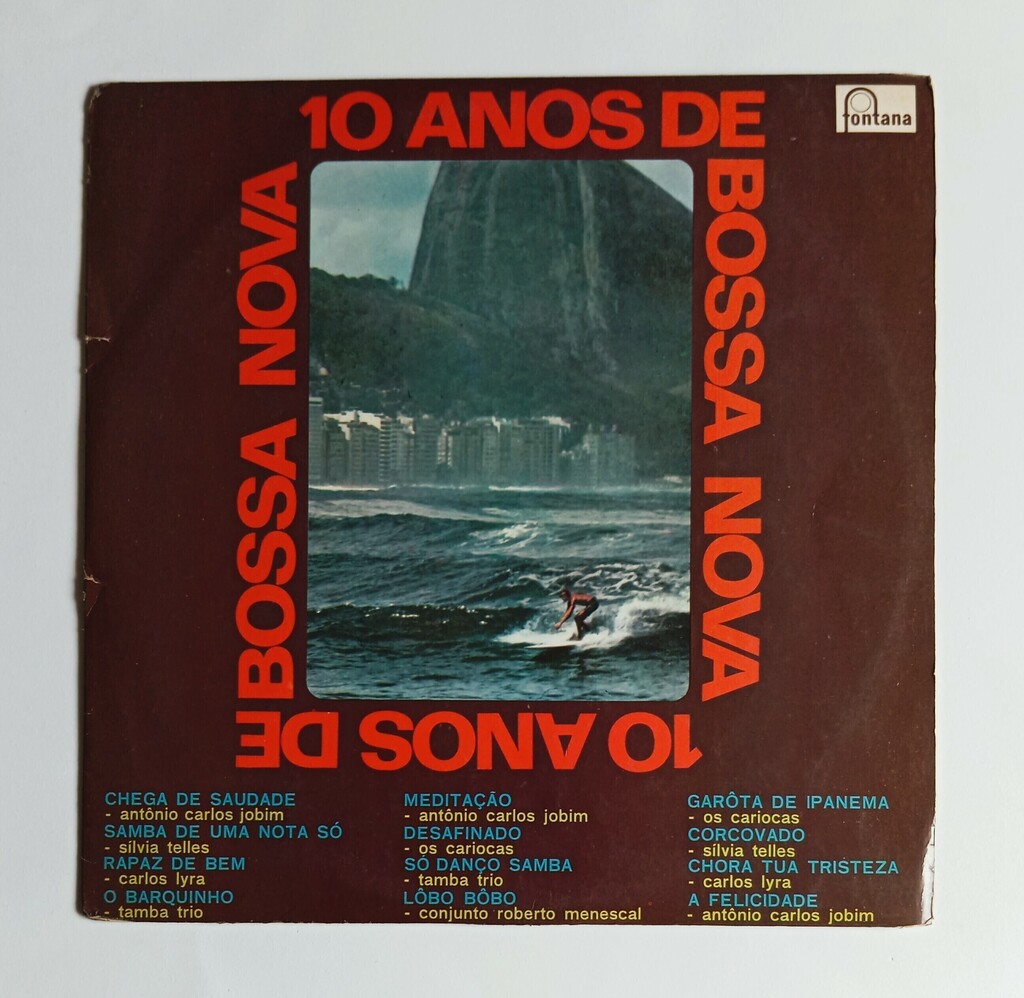 10 ANOS DE
BOSSA NOVA
10 ANOS DE
BOSSA NOVA
fontana
CHEGA DE SAUDADE
- antônio carlos jobim
SAMBA DE UMA NOTA SÓ
- sílvia telles
RAPAZ DE BEM
- carlos lyra
O BARQUINHO
- tamba trio
MEDITAÇÃO
- antônio carlos jobim
DESAFINADO
- os cariocas
SÓ DANÇO SAMBA
- tamba trio
LÔBO BÔBO
- conjunto roberto menescal
GARÔTA DE IPANEMA
- os cariocas
CORCOVADO
- sílvia telles
CHORA TUA TRISTEZA
- carlos lyra
A FELICIDADE
- antônio carlos jobim